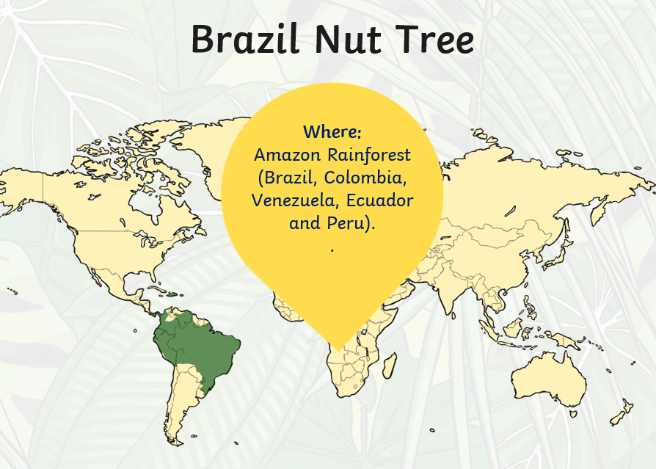 Brazil Nut Tree
Where:
Amazon Rainforest
(Brazil, Colombia,
Venezuela, Ecuador
and Peru).
.